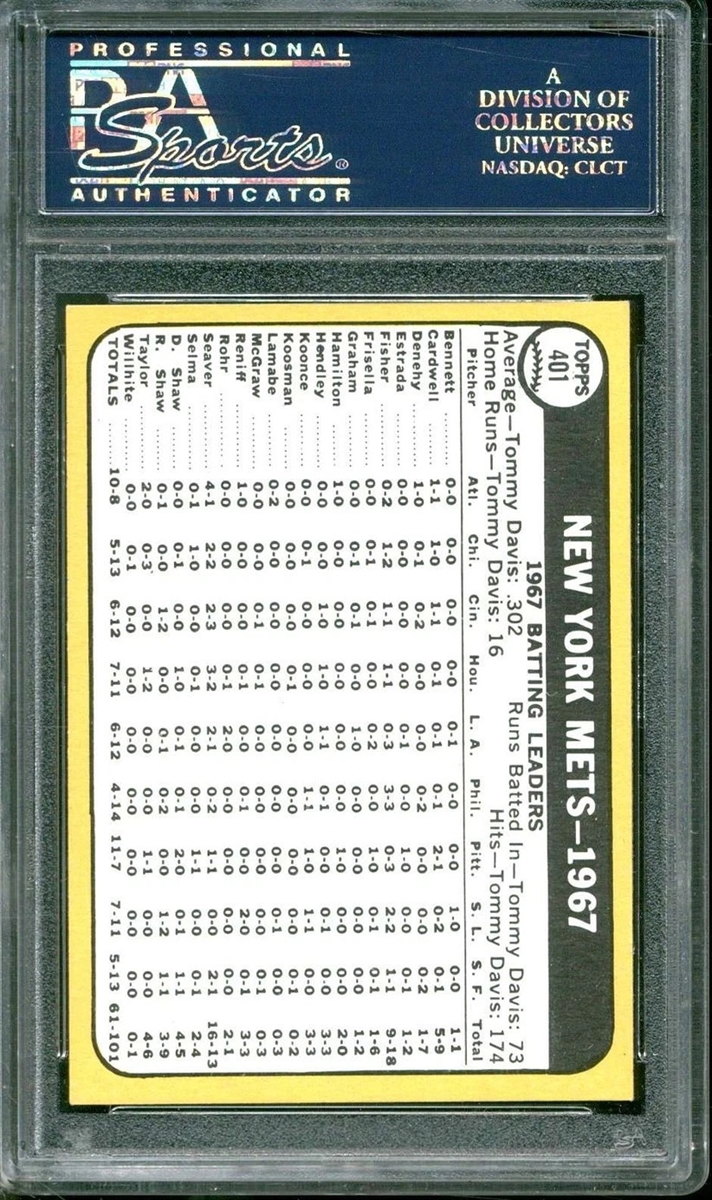 PROFESSIONAL
PSA
Sports
AUTHENTICATOR
A
DIVISION OF
COLLECTORS
UNIVERSE
NASDAQ: CLCT
TOPPS
401
NEW YORK METS—1967
1967 BATTING LEADERS
Average—Tommy Davis: .302 Runs Batted In—Tommy Davis: 73
Home Runs—Tommy Davis: 16 Hits—Tommy Davis: 174
Pitcher Atl. Chi. Cin. Hou. L. A. Phil. Pitt. S. L. S. F. Total
Bennett 0-0 0-0 0-0 0-0 0-1 0-0 0-0 1-0 0-0 1-1
Cardwell 1-1 1-0 1-1 0-1 0-1 0-1 2-1 0-2 0-1 5-9
Denehy 1-0 0-1 0-2 0-0 0-0 0-2 0-0 0-0 0-2 1-7
Estrada 0-0 0-0 0-0 0-0 0-1 0-0 1-0 0-0 0-1 1-2
Fisher 0-2 1-2 1-1 1-1 0-3 3-3 0-3 2-2 1-1 9-18
Frisella 0-0 0-0 0-1 0-1 0-2 0-0 1-0 0-1 0-1 1-6
Graham 0-0 0-1 0-1 0-0 1-0 0-0 0-0 0-0 0-0 1-2
Hamilton 1-0 0-0 0-0 0-0 0-0 0-0 1-0 0-0 0-0 2-0
Hendley 0-0 0-0 1-0 1-0 1-1 0-1 0-0 0-0 0-1 3-3
Koonce 0-0 0-1 0-0 0-0 0-0 1-1 1-0 1-1 0-0 3-3
Koosman 0-0 0-0 0-0 0-1 0-0 0-0 0-0 0-0 0-1 0-2
Lamabe 0-2 0-0 0-0 0-0 0-0 0-0 0-0 0-1 0-0 0-3
McGraw 0-0 0-0 0-1 0-1 0-0 0-0 0-0 0-0 0-1 0-3
Reniff 1-0 0-0 0-0 0-0 0-0 0-1 0-0 2-0 0-1 3-3
Rohr 0-0 0-0 0-0 0-1 2-0 0-0 0-0 0-0 0-0 2-1
Seaver 4-1 2-2 2-3 3-2 2-1 0-2 1-1 0-0 2-1 16-13
Selma 0-1 1-0 0-0 0-1 0-0 0-0 1-1 0-0 0-1 2-4
D. Shaw 0-0 0-1 0-0 1-0 0-1 0-1 2-0 0-1 1-1 4-5
R. Shaw 0-1 0-0 1-2 0-0 0-1 0-2 0-0 1-2 1-1 3-9
Taylor 2-0 0-3 0-0 1-2 0-0 0-0 1-1 0-0 0-0 4-6
Willhite 0-0 0-1 0-0 0-0 0-0 0-0 0-0 0-0 0-0 0-1
TOTALS 10-8 5-13 6-12 7-11 6-12 4-14 11-7 7-11 5-13 61-101